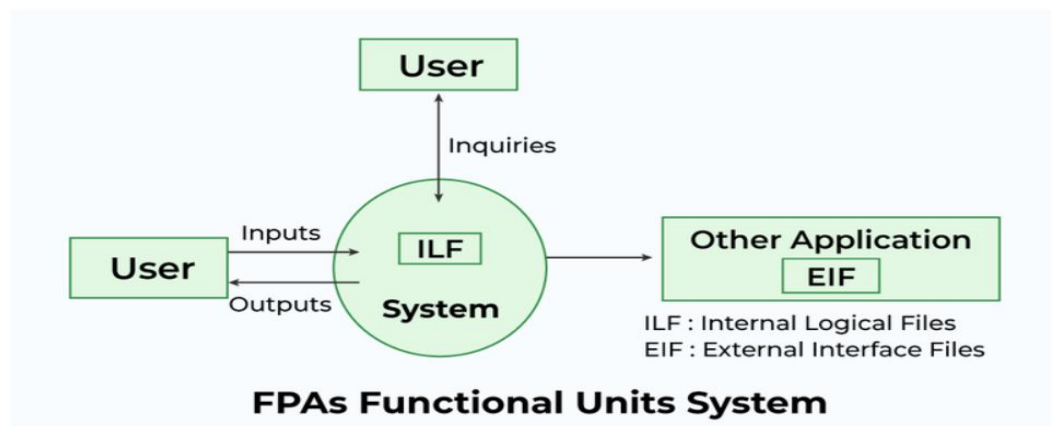 User
Inquiries
Inputs
User
Outputs
ILF
System
Other Application
EIF
ILF : Internal Logical Files
EIF : External Interface Files
FPAs Functional Units System